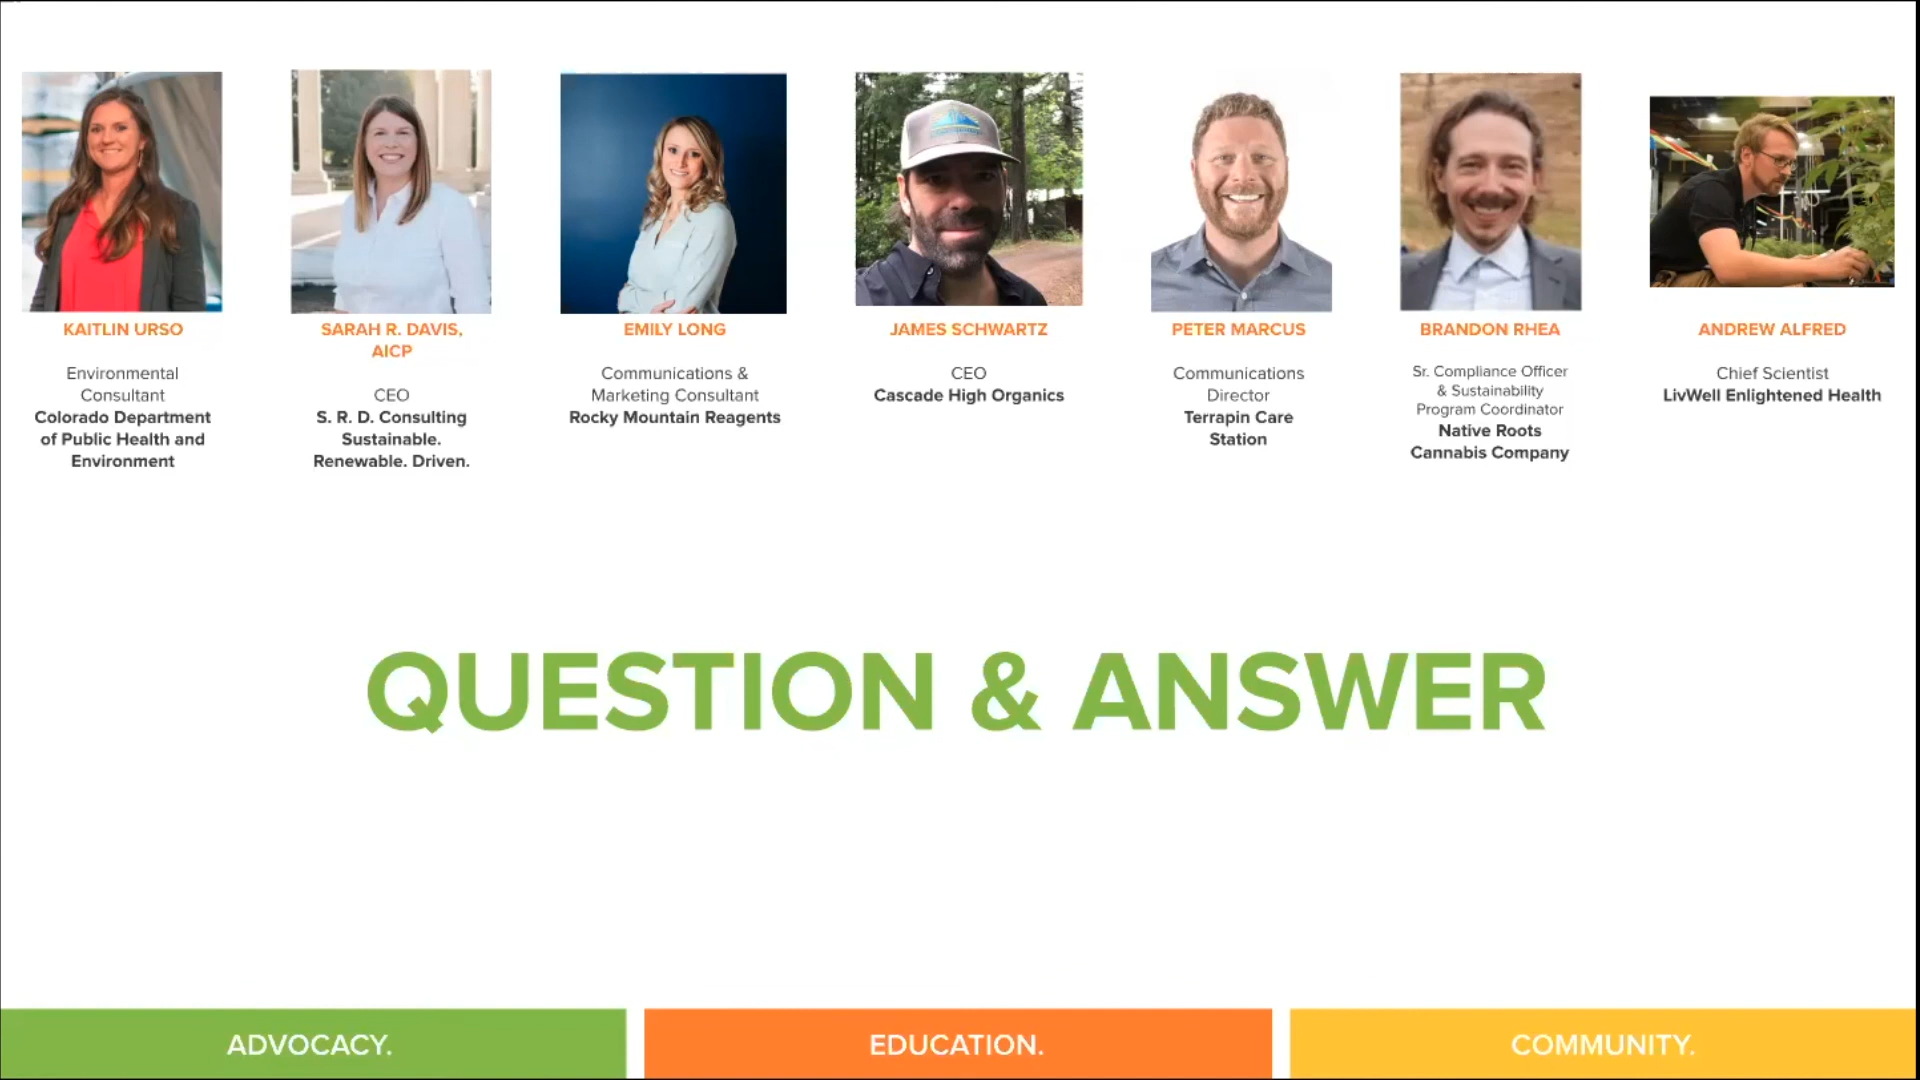 KAITLIN URSO
Environmental
Consultant
Colorado Department
of Public Health and
Environment
SARAH R. DAVIS,
AICP
CEO
S. R. D. Consulting
Sustainable.
Renewable. Driven.
EMILY LONG
Communications &
Marketing Consultant
Rocky Mountain Reagents
JAMES SCHWARTZ
CEO
Cascade High Organics
PETER MARCUS
Communications
Director
Terrapin Care
Station
BRANDON RHEA
Sr. Compliance Officer
& Sustainability
Program Coordinator
Native Roots
Cannabis Company
ANDREW ALFRED
Chief Scientist
LivWell Enlightened Health
QUESTION & ANSWER
ADVOCACY.
EDUCATION.
COMMUNITY.